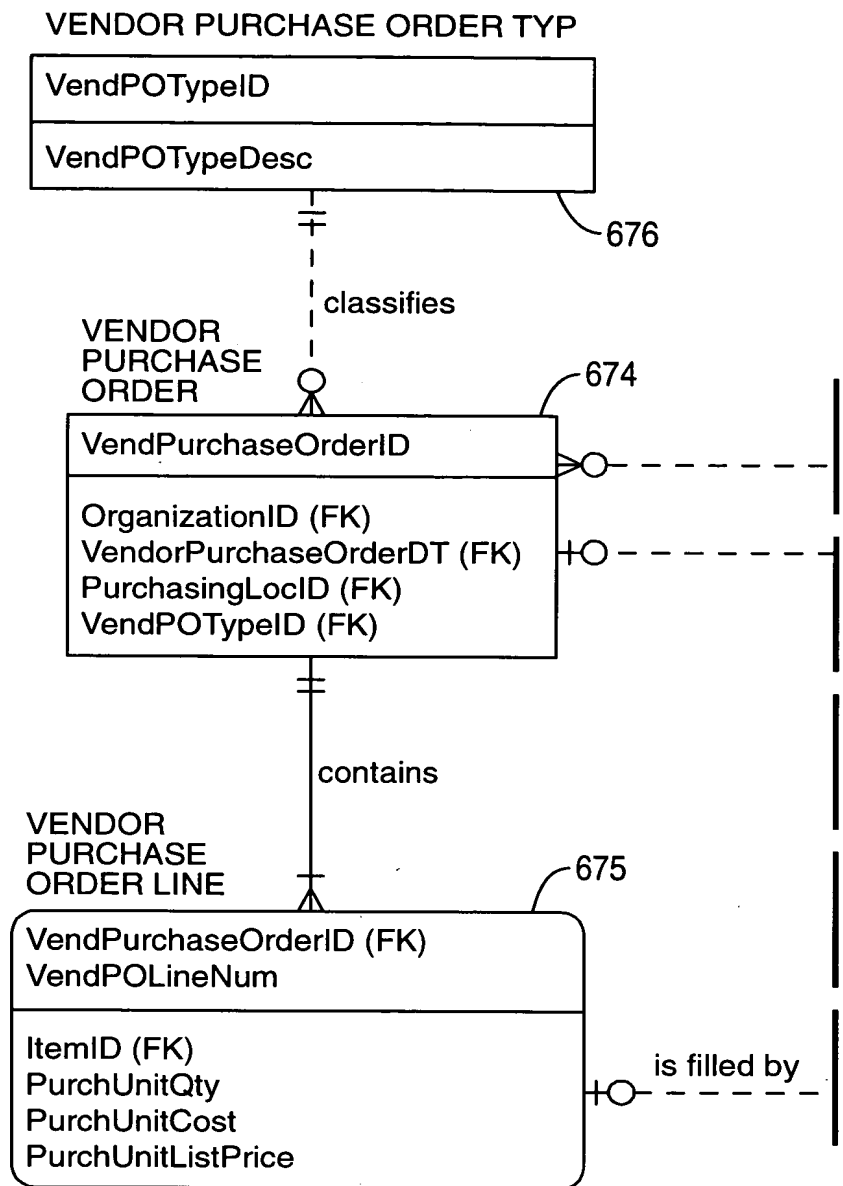 VENDOR PURCHASE ORDER TYP
VendPOTypeID
VendPOTypeDesc
676
classifies
VENDOR
PURCHASE
ORDER
674
VendPurchaseOrderID
OrganizationID (FK)
VendorPurchaseOrderDT (FK)
PurchasingLocID (FK)
VendPOTypeID (FK)
contains
VENDOR
PURCHASE
ORDER LINE
675
VendPurchaseOrderID (FK)
VendPOLineNum
ItemID (FK)
PurchUnitQty
PurchUnitCost
PurchUnitListPrice
is filled by